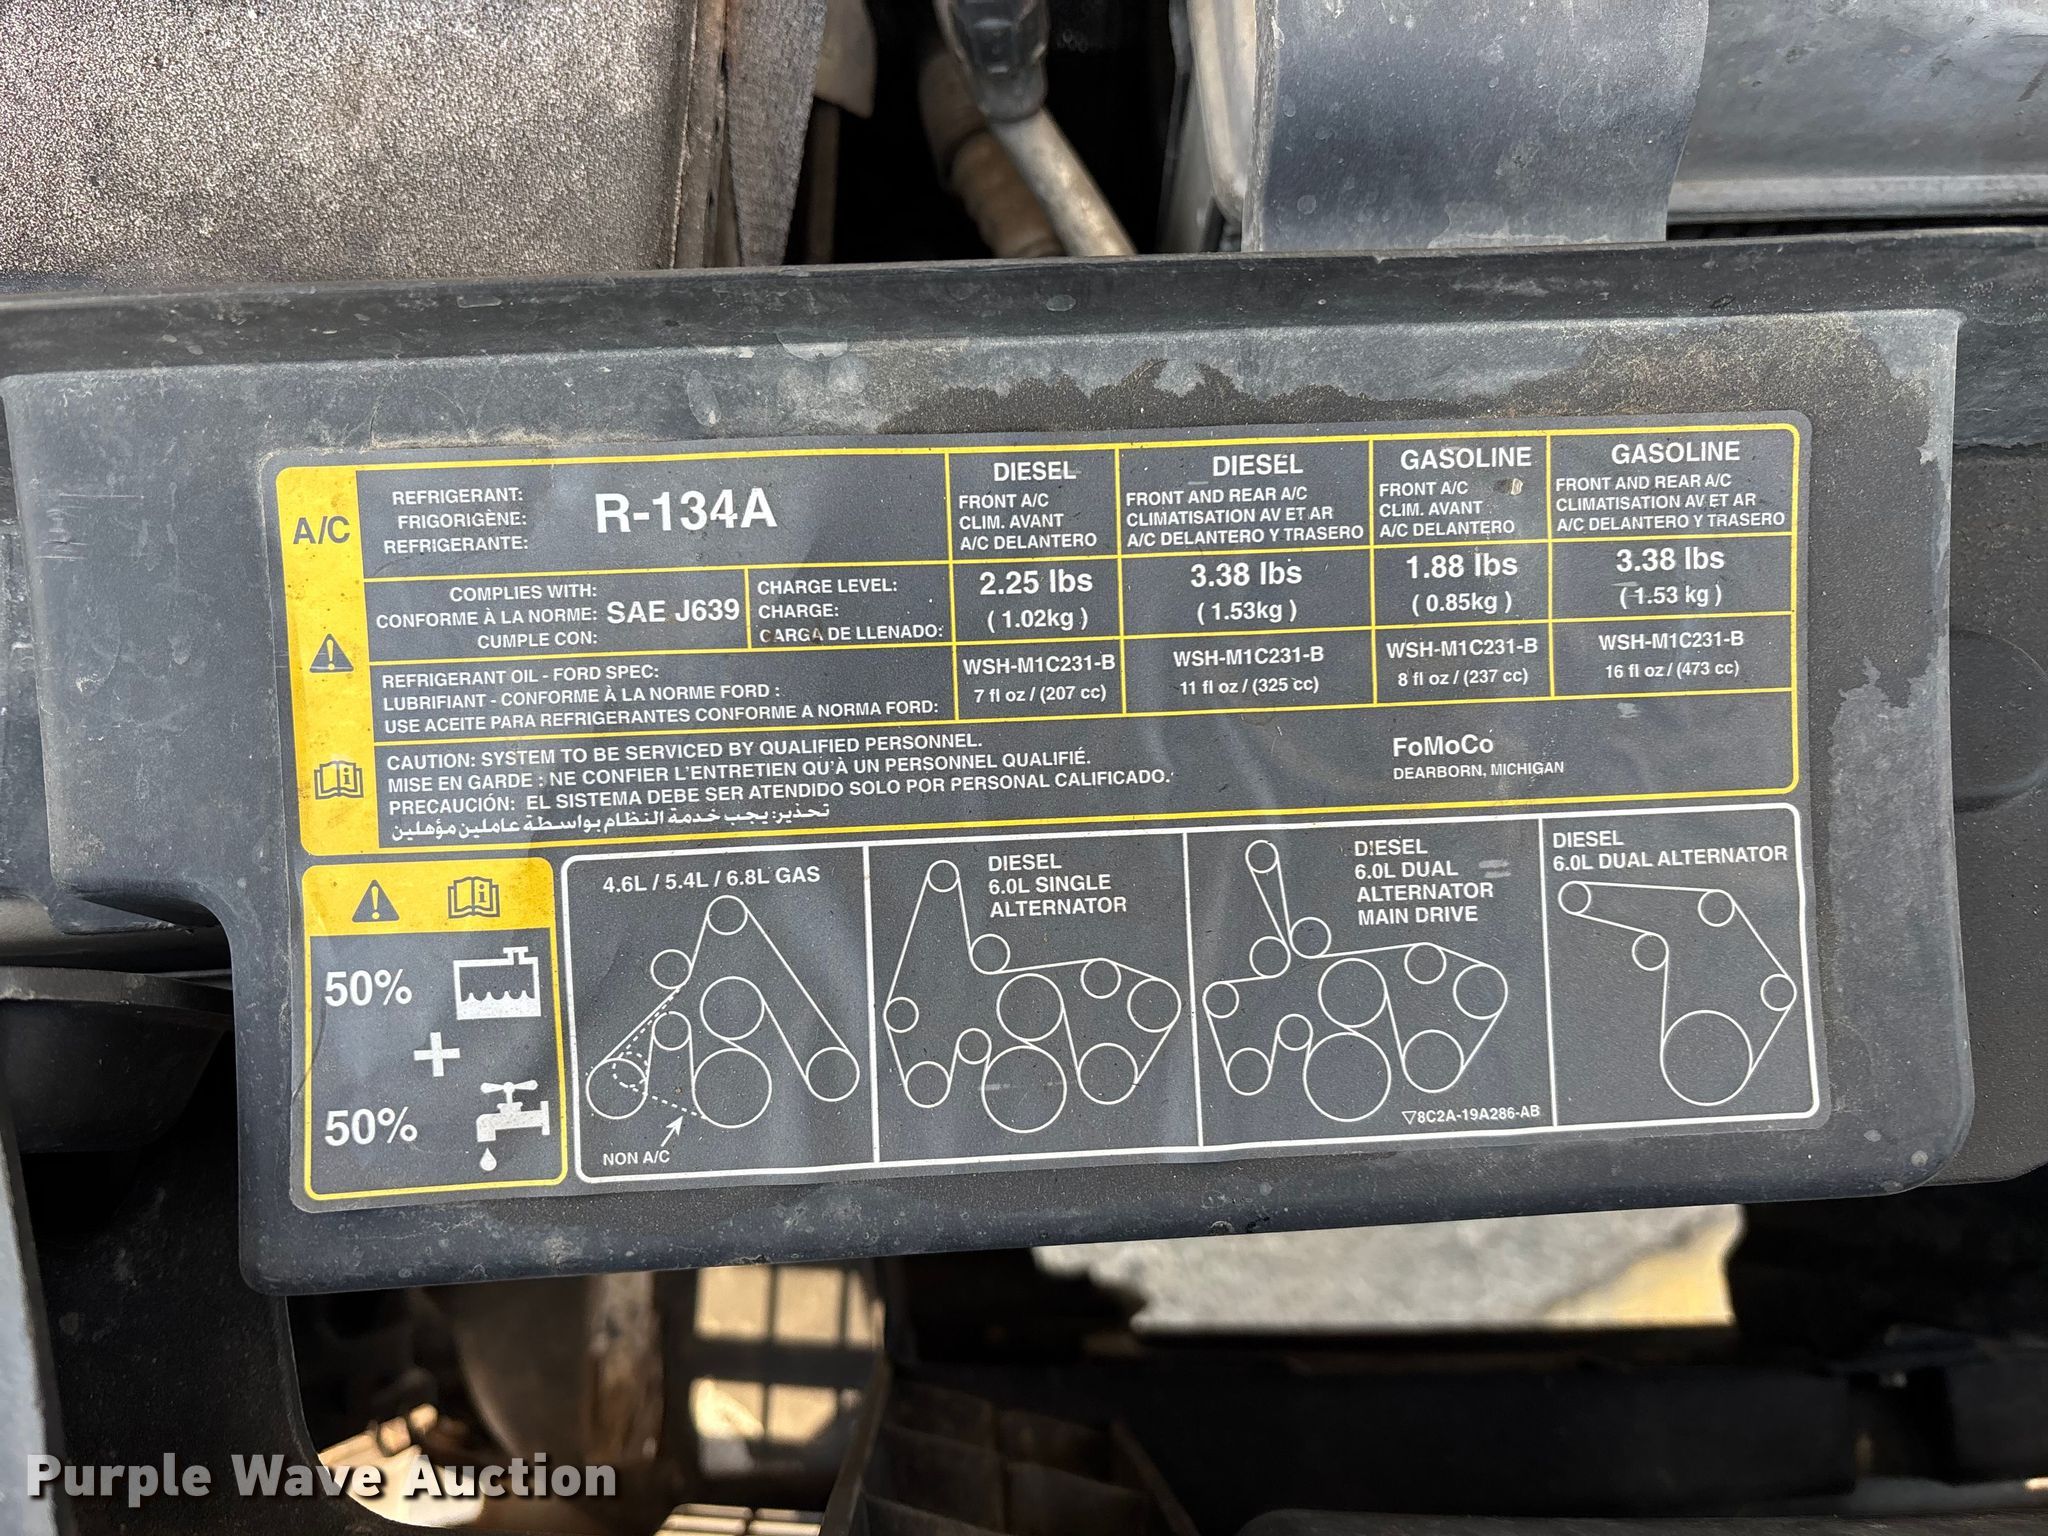 A/C
REFRIGERANT:
FRIGORIGÈNE:
REFRIGERANTE:
R-134A
DIESEL
FRONT A/C
CLIM. AVANT
A/C DELANTERO
DIESEL
FRONT AND REAR A/C
CLIMATISATION AV ET AR
A/C DELANTERO Y TRASERO
GASOLINE
FRONT A/C
CLIM. AVANT
A/C DELANTERO
GASOLINE
FRONT AND REAR A/C
CLIMATISATION AV ET AR
A/C DELANTERO Y TRASERO
COMPLIES WITH:
CONFORME À LA NORME:
CUMPLE CON:
SAE J639
CHARGE LEVEL:
CHARGE:
CARGA DE LLENADO:
2.25 lbs
( 1.02kg )
3.38 lbs
( 1.53kg )
1.88 lbs
( 0.85kg )
3.38 lbs
( 1.53 kg )
REFRIGERANT OIL - FORD SPEC:
LUBRIFIANT - CONFORME À LA NORME FORD :
USE ACEITE PARA REFRIGERANTES CONFORME A NORMA FORD:
WSH-M1C231-B
7 fl oz / (207 cc)
WSH-M1C231-B
11 fl oz / (325 cc)
WSH-M1C231-B
8 fl oz / (237 cc)
WSH-M1C231-B
16 fl oz / (473 cc)
CAUTION: SYSTEM TO BE SERVICED BY QUALIFIED PERSONNEL.
MISE EN GARDE : NE CONFIER L'ENTRETIEN QU'À UN PERSONNEL QUALIFIÉ.
PRECAUCIÓN: EL SISTEMA DEBE SER ATENDIDO SOLO POR PERSONAL CALIFICADO.
تحذير: يجب خدمة النظام بواسطة عاملين مؤهلين
FoMoCo
DEARBORN, MICHIGAN
50%
+
50%
4.6L / 5.4L / 6.8L GAS
NON A/C
DIESEL
6.0L SINGLE
ALTERNATOR
DIESEL
6.0L DUAL
ALTERNATOR
MAIN DRIVE
▽8C2A-19A286-AB
DIESEL
6.0L DUAL ALTERNATOR
Purple Wave Auction